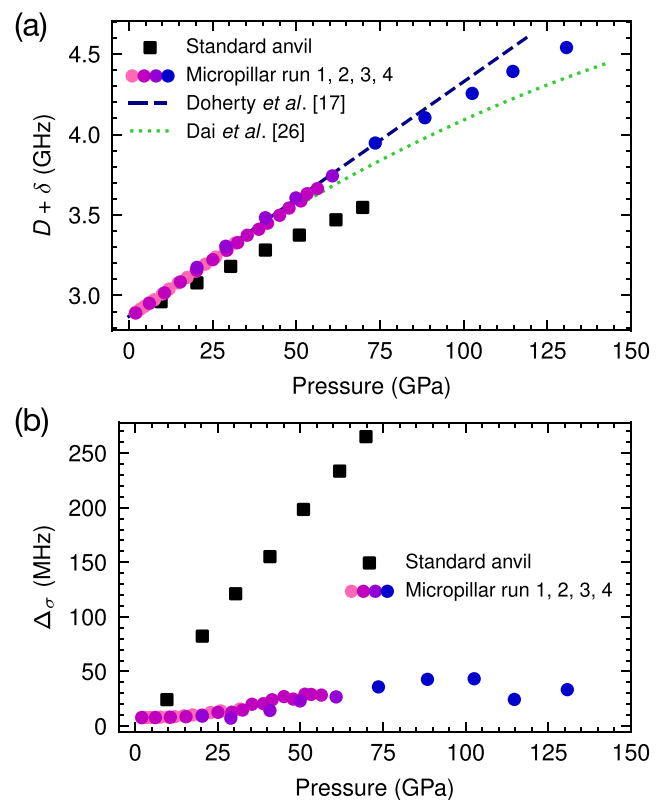 (a)
Standard anvil
Micropillar run 1, 2, 3, 4
Doherty et al. [17]
Dai et al. [26]
4.5
4.0
3.5
3.0
D + δ (GHz)
0 25 50 75 100 125 150
Pressure (GPa)
(b)
250
200
150
100
50
0
Δσ (MHz)
Standard anvil
Micropillar run 1, 2, 3, 4
0 25 50 75 100 125 150
Pressure (GPa)